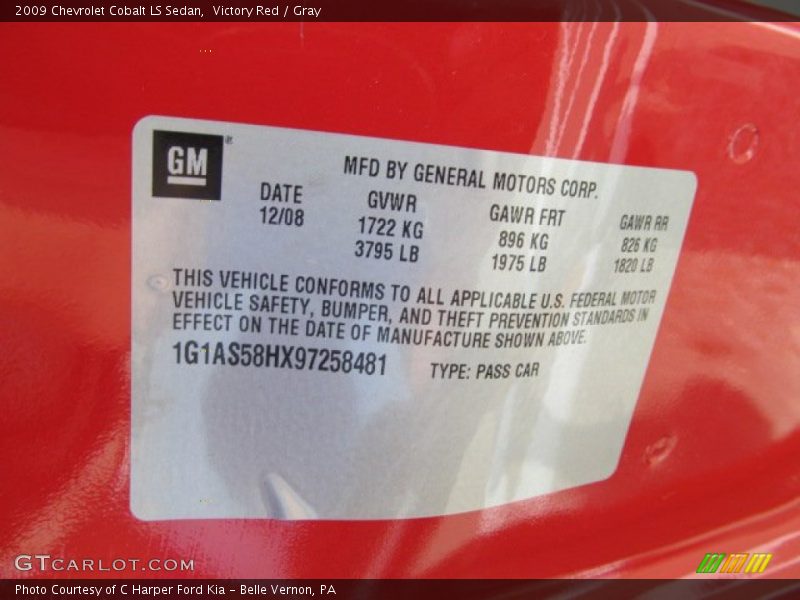 2009 Chevrolet Cobalt LS Sedan,  Victory Red / Gray
GM®
MFD BY GENERAL MOTORS CORP.
DATE GVWR GAWR FRT GAWR RR
12/08 1722 KG 896 KG 826 KG
3795 LB 1975 LB 1820 LB
THIS VEHICLE CONFORMS TO ALL APPLICABLE U.S. FEDERAL MOTOR
VEHICLE SAFETY, BUMPER, AND THEFT PREVENTION STANDARDS IN
EFFECT ON THE DATE OF MANUFACTURE SHOWN ABOVE.
1G1AS58HX97258481 TYPE: PASS CAR
GTCARLOT.COM
Photo Courtesy of C Harper Ford Kia - Belle Vernon, PA